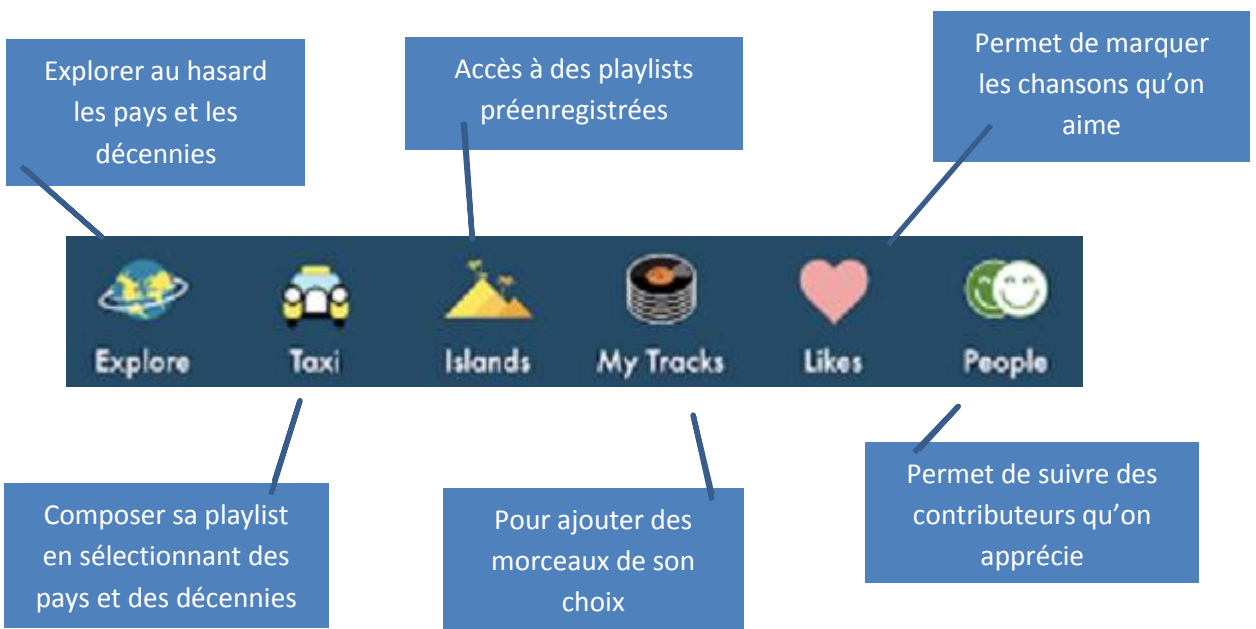 Explorer au hasard
les pays et les
décennies
Accès à des playlists
préenregistrées
Permet de marquer
les chansons qu’on
aime
Explore
Taxi
Islands
My Tracks
Likes
People
Composer sa playlist
en sélectionnant des
pays et des décennies
Pour ajouter des
morceaux de son
choix
Permet de suivre des
contributeurs qu’on
apprécie